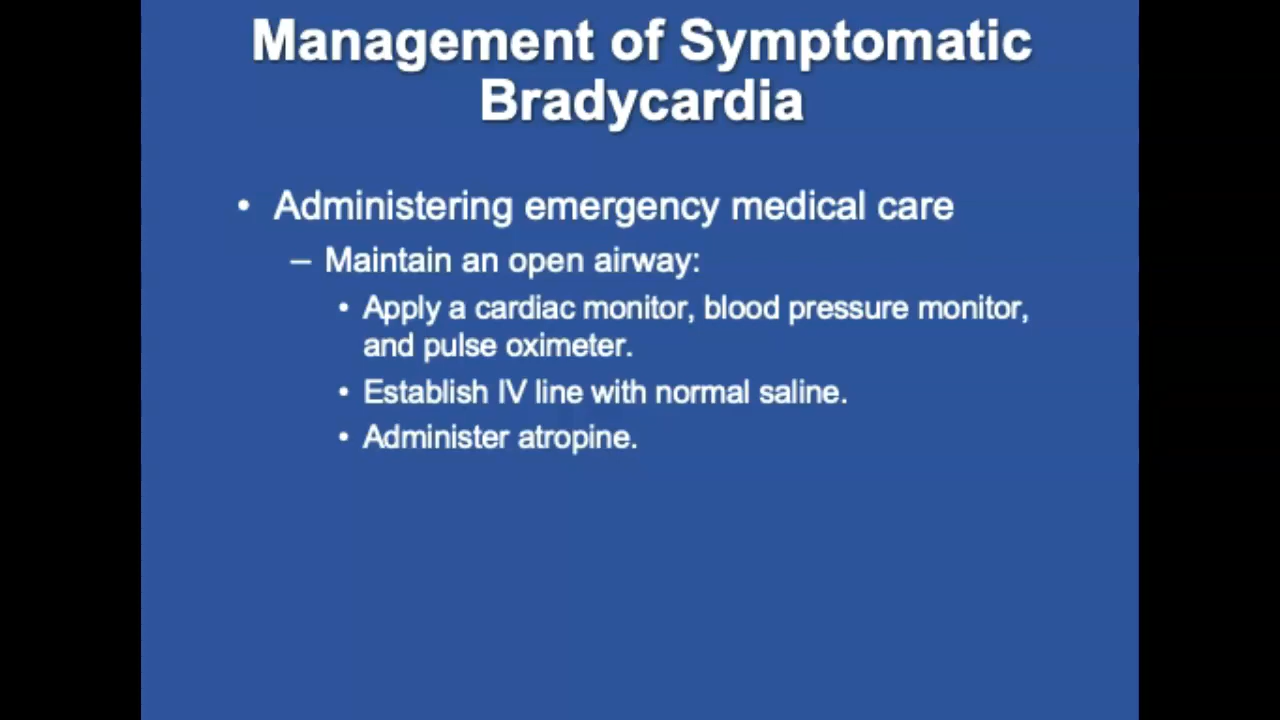 Management of Symptomatic
Bradycardia
• Administering emergency medical care
– Maintain an open airway:
• Apply a cardiac monitor, blood pressure monitor,
and pulse oximeter.
• Establish IV line with normal saline.
• Administer atropine.